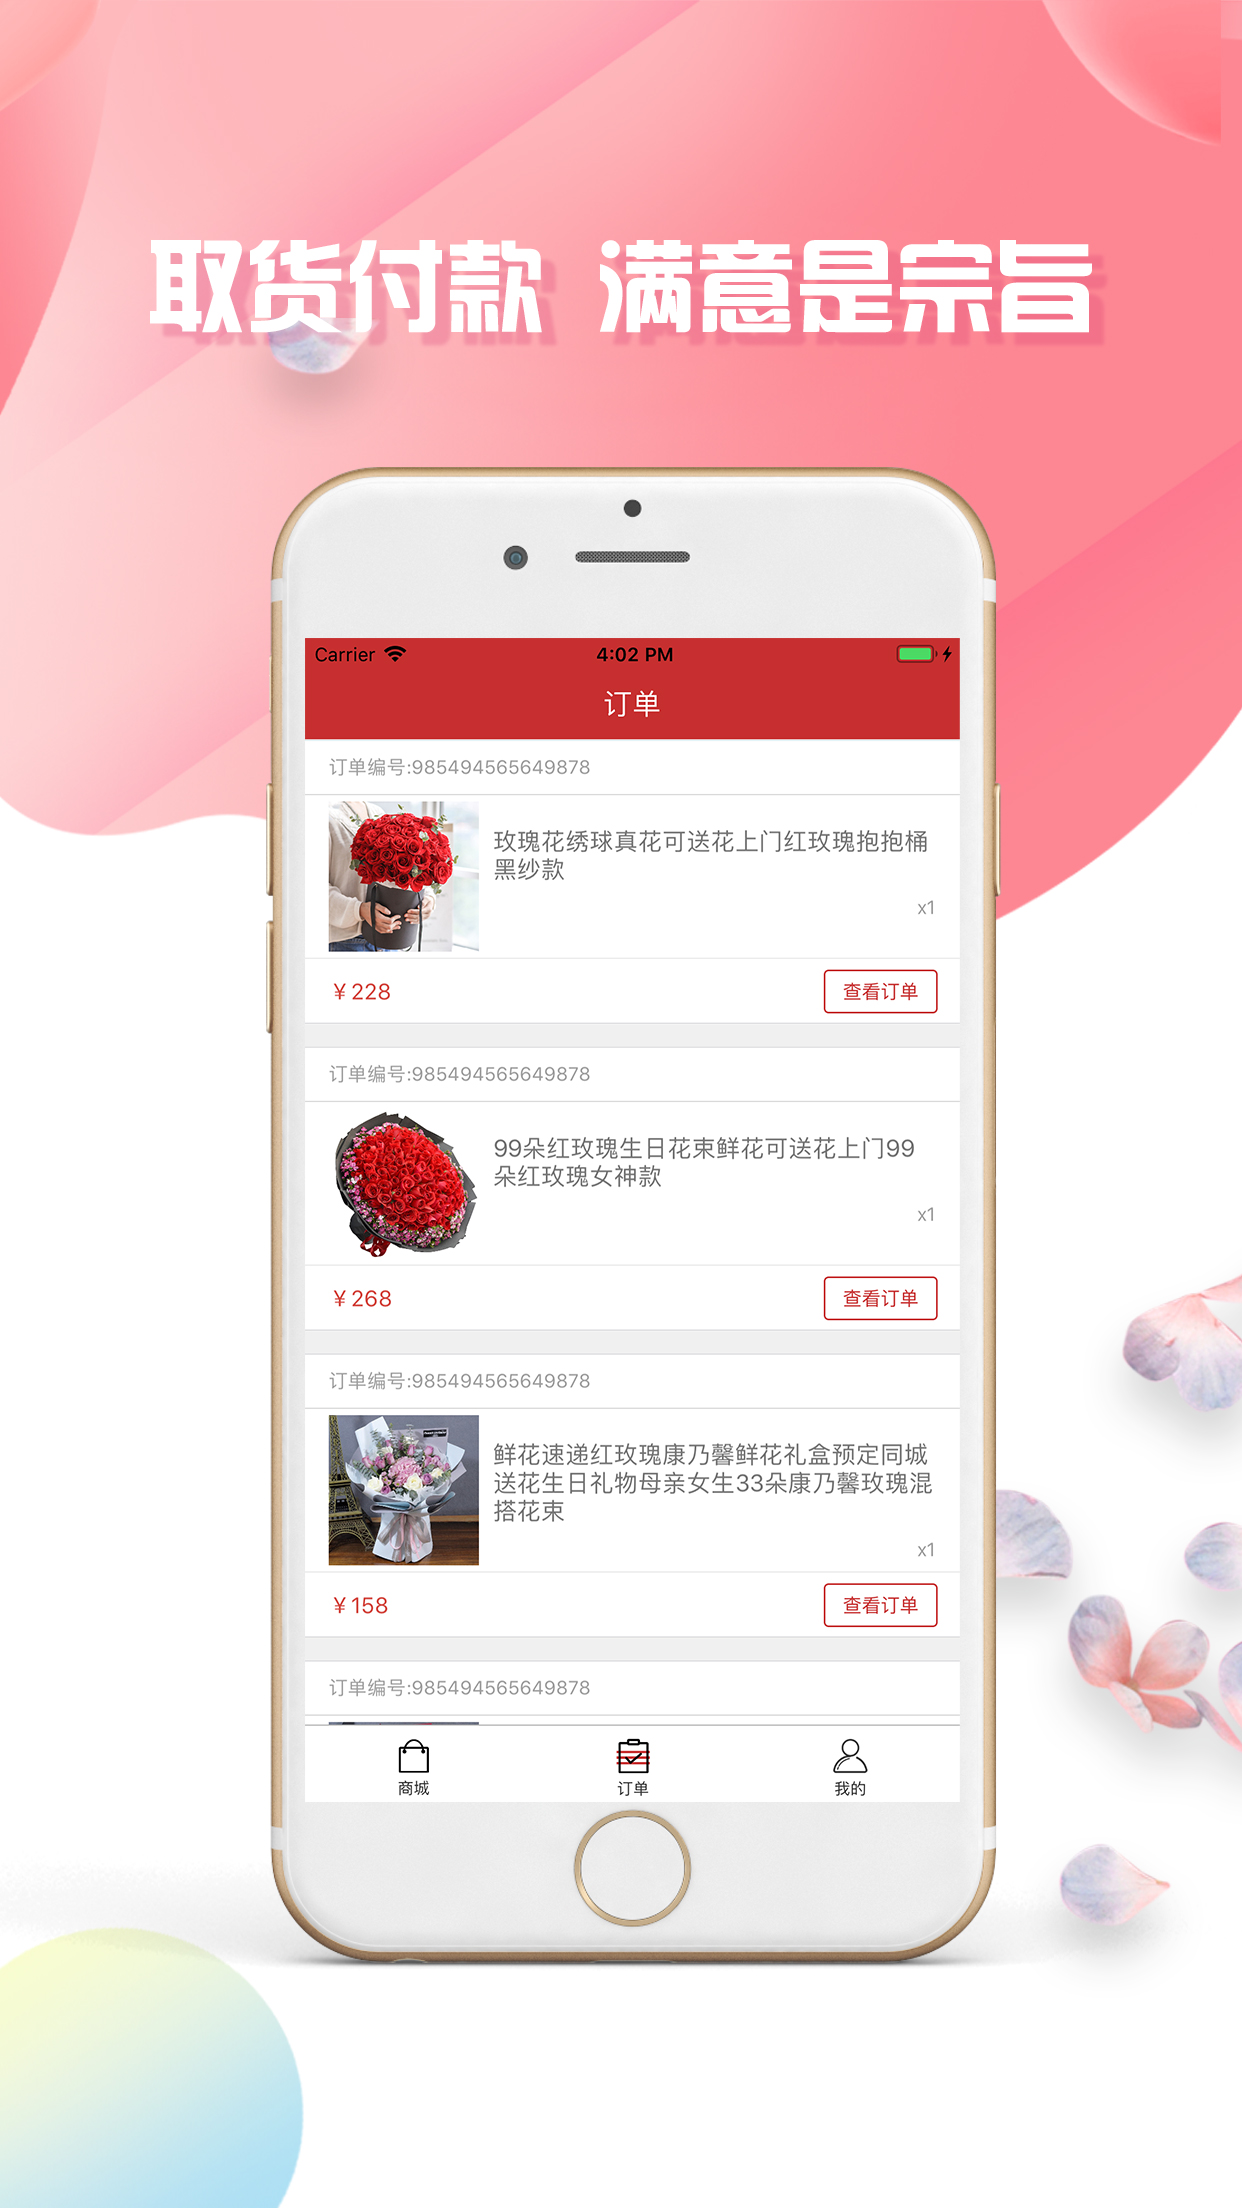 取货付款 满意是宗旨
Carrier 4:02 PM
订单
订单编号:985494565649878
玫瑰花绣球真花可送花上门红玫瑰抱抱桶
黑纱款
x1
￥228 查看订单
订单编号:985494565649878
99朵红玫瑰生日花束鲜花可送花上门99
朵红玫瑰女神款
x1
￥268 查看订单
订单编号:985494565649878
鲜花速递红玫瑰康乃馨鲜花礼盒预定同城
送花生日礼物母亲女生33朵康乃馨玫瑰混
搭花束
x1
￥158 查看订单
订单编号:985494565649878
商城 订单 我的